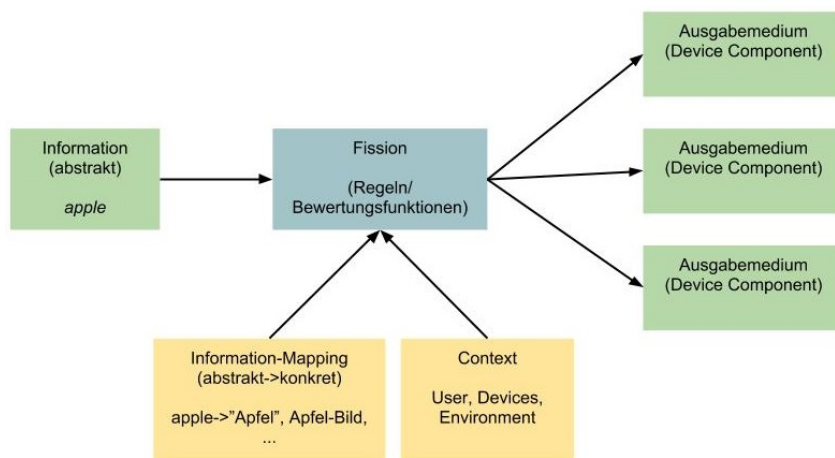 Information
(abstrakt)
apple
Fission
(Regeln/
Bewertungsfunktionen)
Ausgabemedium
(Device Component)
Ausgabemedium
(Device Component)
Ausgabemedium
(Device Component)
Information-Mapping
(abstrakt->konkret)
apple->”Apfel”, Apfel-Bild,
...
Context
User, Devices,
Environment